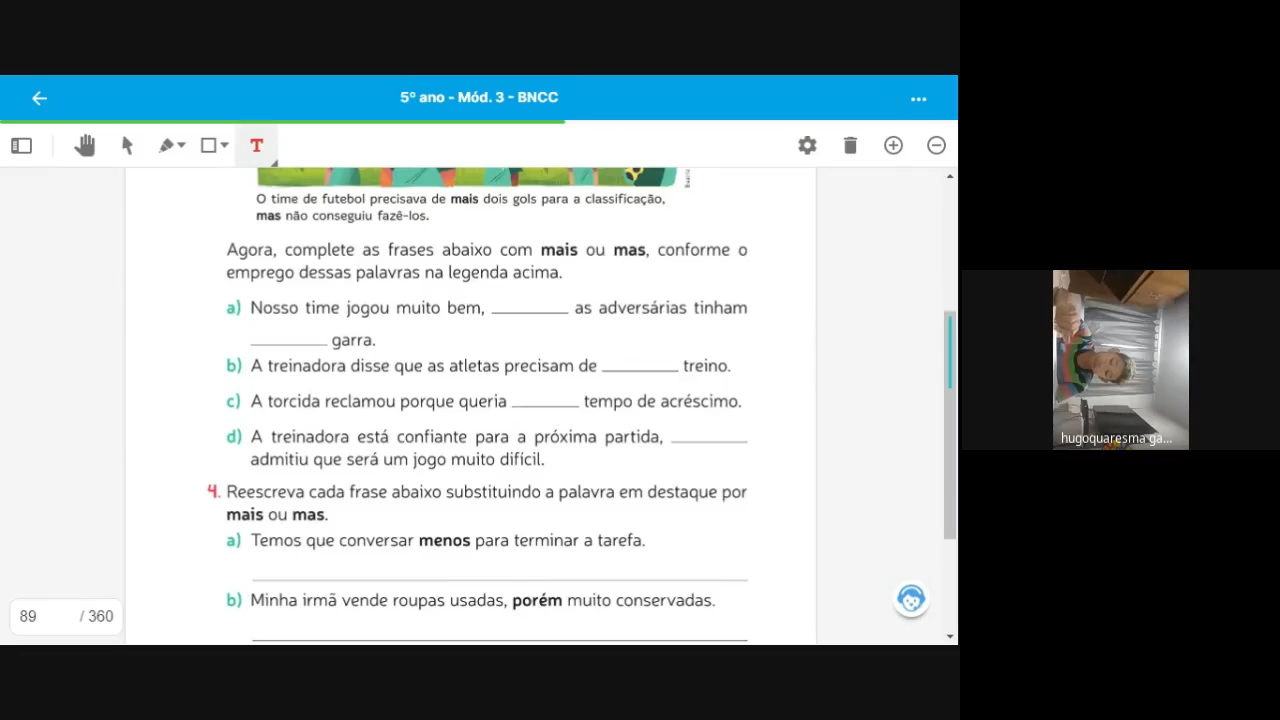 5º ano - Mód. 3 - BNCC
T
O time de futebol precisava de mais dois gols para a classificação,
mas não conseguiu fazê-los.
Agora, complete as frases abaixo com mais ou mas, conforme o
emprego dessas palavras na legenda acima.
a) Nosso time jogou muito bem, ________ as adversárias tinham
________ garra.
b) A treinadora disse que as atletas precisam de ________ treino.
c) A torcida reclamou porque queria ________ tempo de acréscimo.
d) A treinadora está confiante para a próxima partida, ________
admitiu que será um jogo muito difícil.
4. Reescreva cada frase abaixo substituindo a palavra em destaque por
mais ou mas.
a) Temos que conversar menos para terminar a tarefa.
b) Minha irmã vende roupas usadas, porém muito conservadas.
89 / 360
hugoquaresma ga...